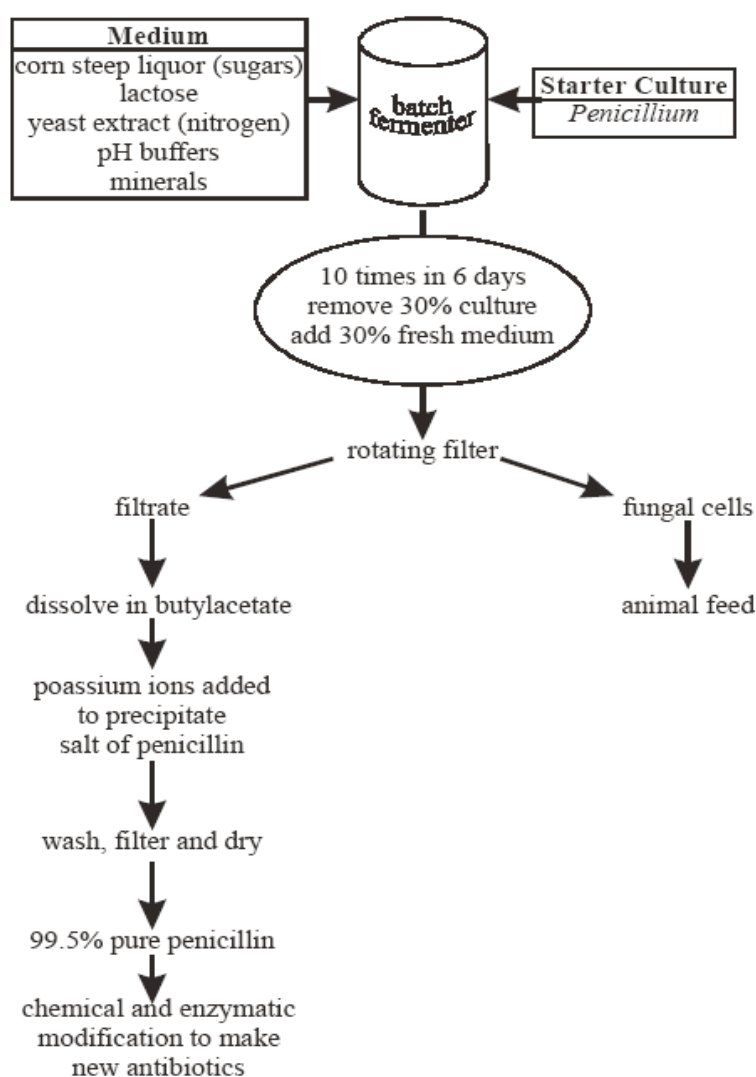 Medium
corn steep liquor (sugars)
lactose
yeast extract (nitrogen)
pH buffers
minerals
batch
fermenter
Starter Culture
Penicillium
10 times in 6 days
remove 30% culture
add 30% fresh medium
rotating filter
filtrate
fungal cells
dissolve in butylacetate
animal feed
poassium ions added
to precipitate
salt of penicillin
wash, filter and dry
99.5% pure penicillin
chemical and enzymatic
modification to make
new antibiotics